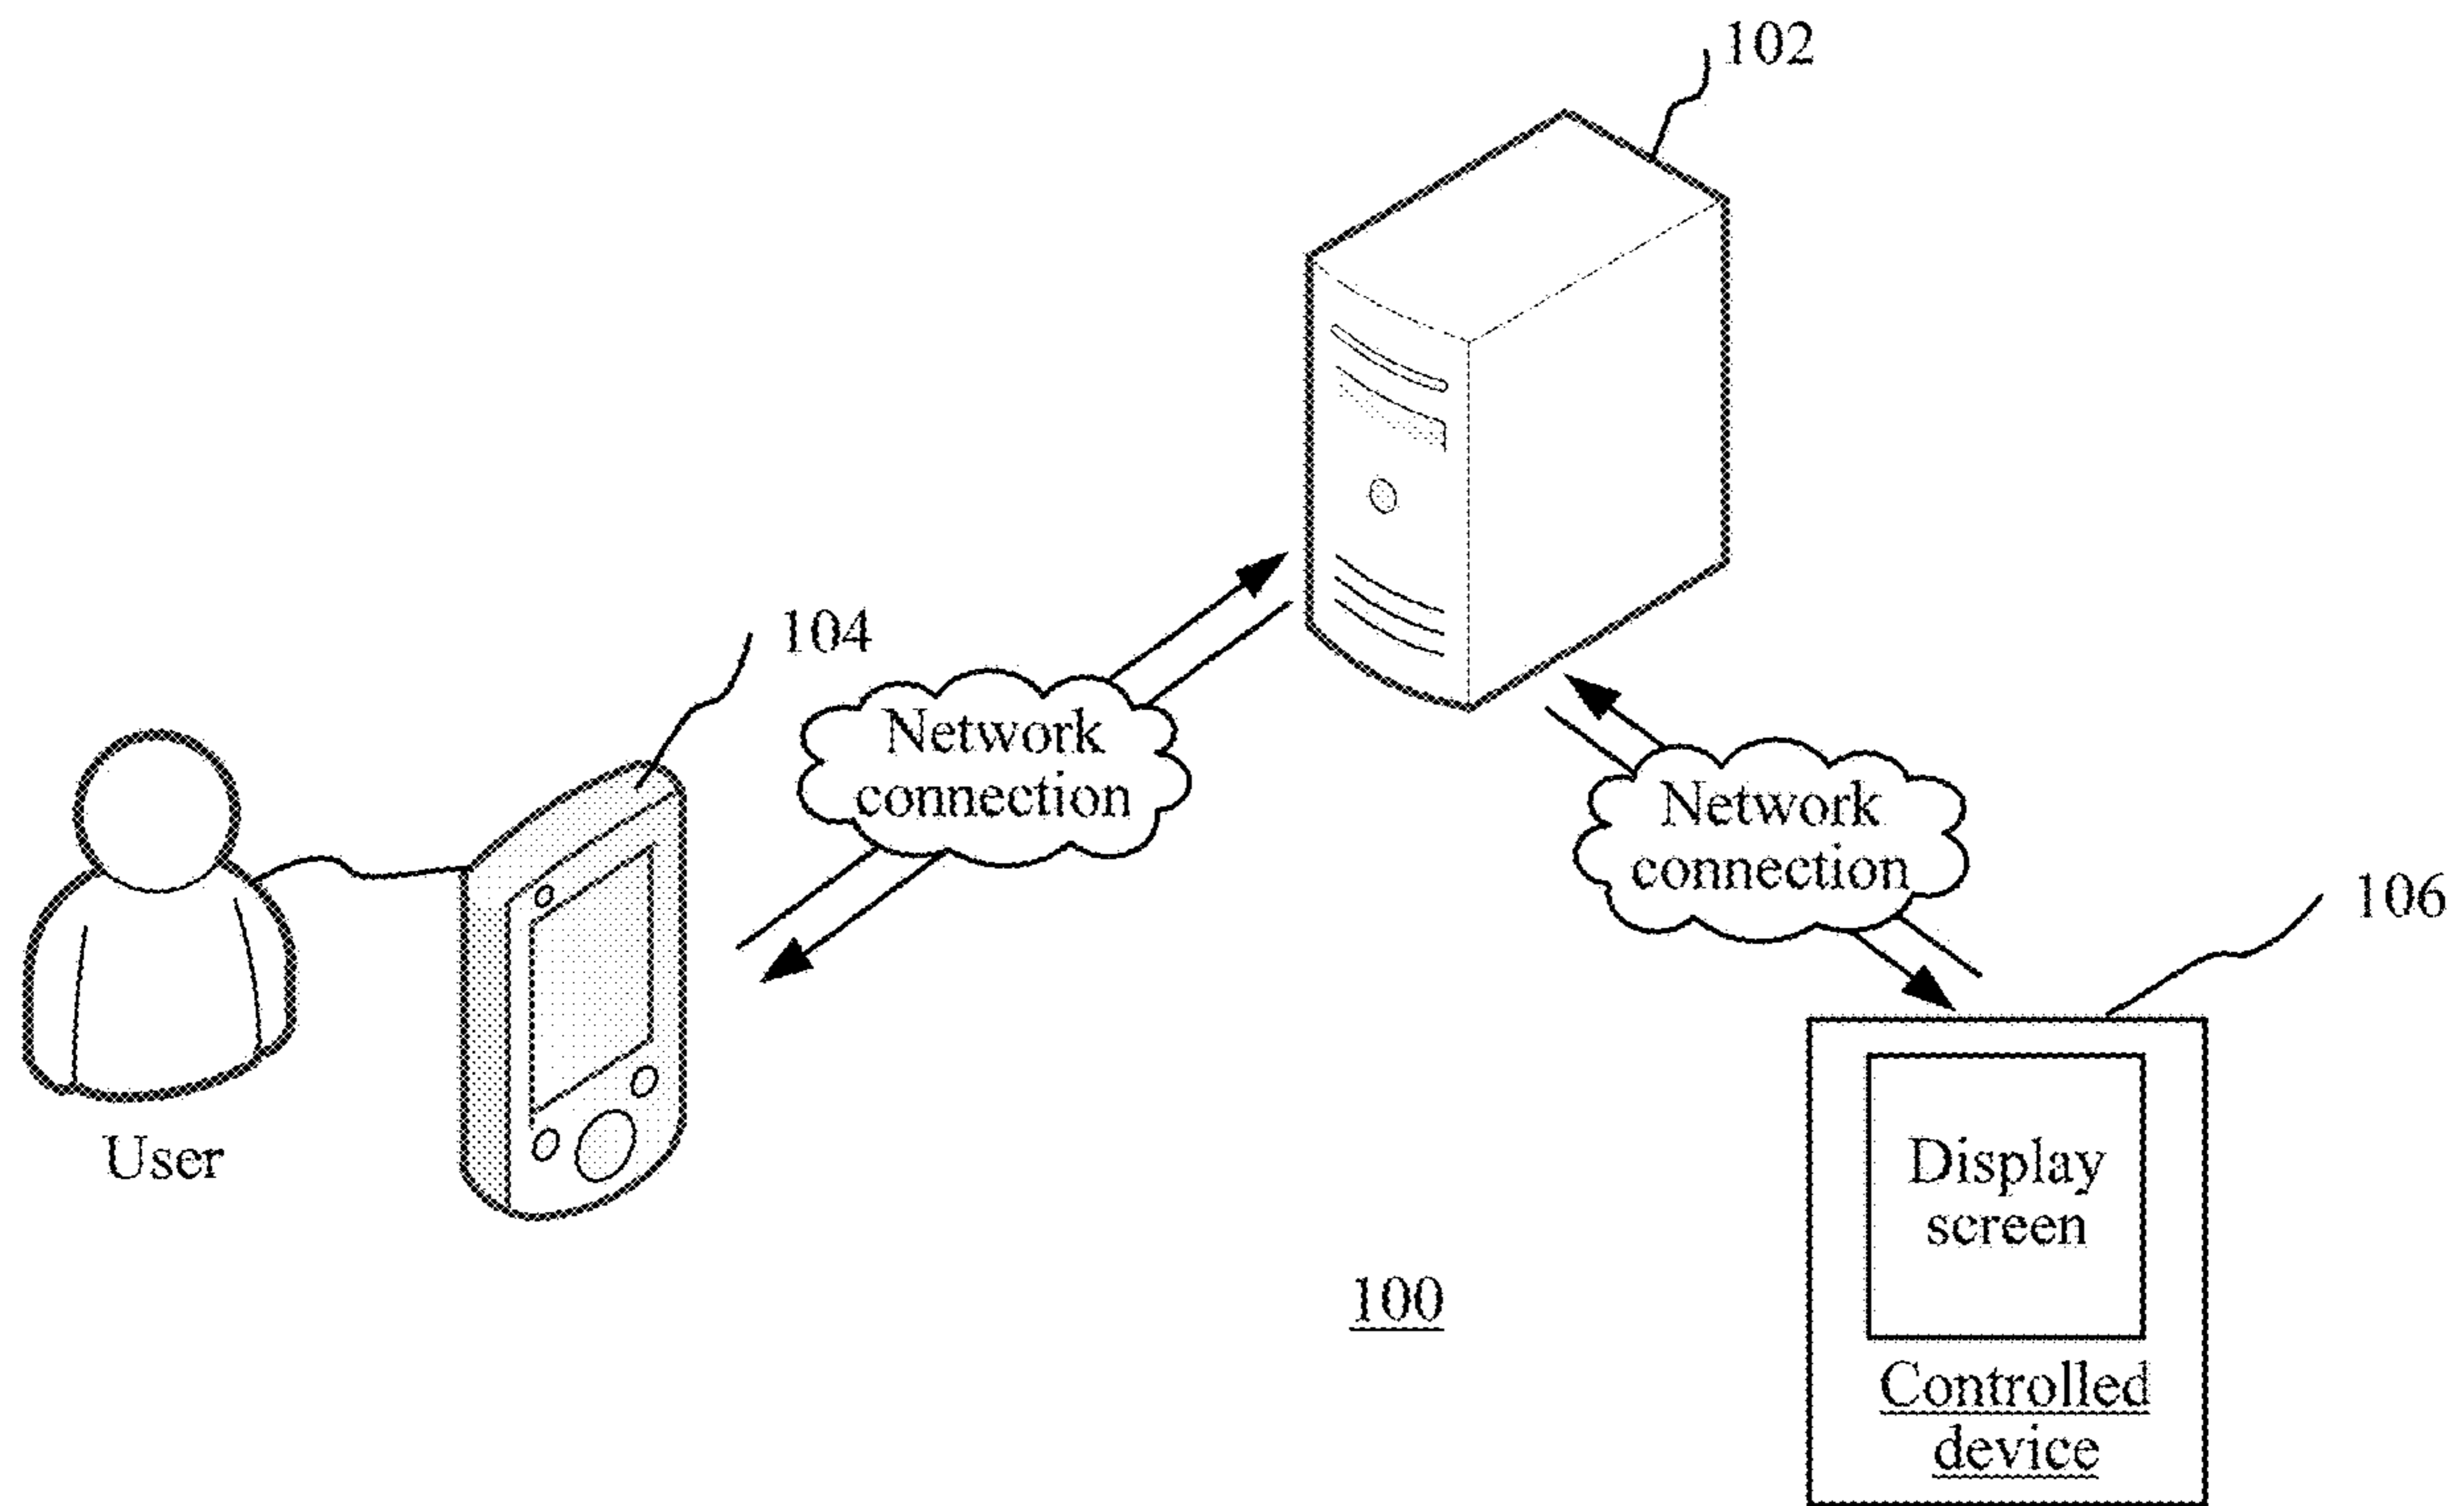 102
104
Network
connection
Network
connection
106
User
Display
screen
100
Controlled
device